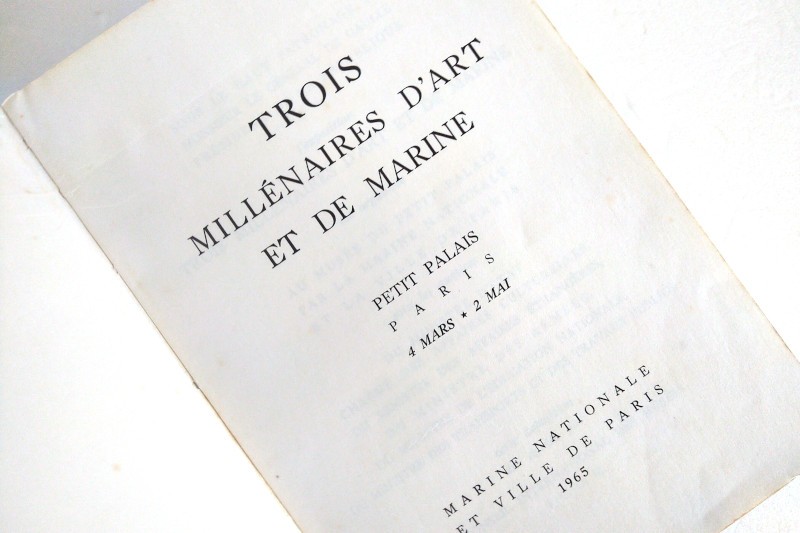 TROIS
MILLÉNAIRES D'ART
ET DE MARINE
PETIT PALAIS
PARIS
4 MARS ★ 2 MAI
MARINE NATIONALE
ET VILLE DE PARIS
1965